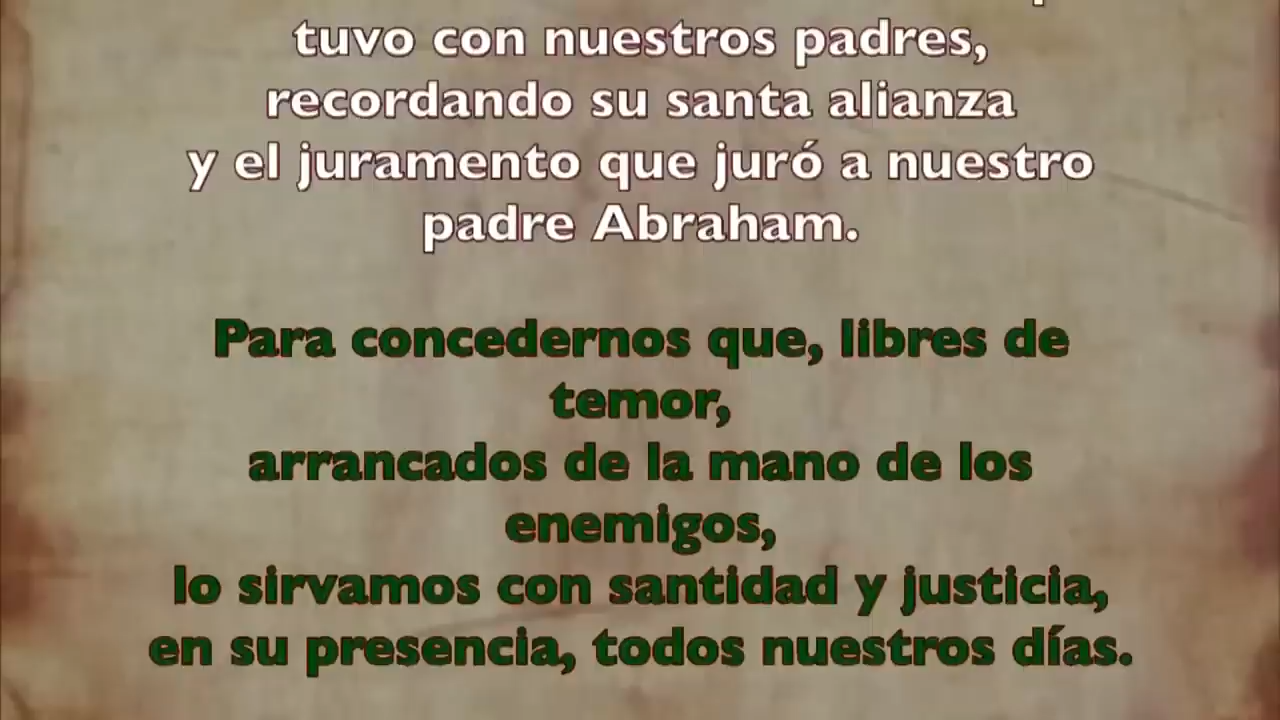 tuvo con nuestros padres,
recordando su santa alianza
y el juramento que juró a nuestro
padre Abraham.
Para concedernos que, libres de
temor,
arrancados de la mano de los
enemigos,
lo sirvamos con santidad y justicia,
en su presencia, todos nuestros días.